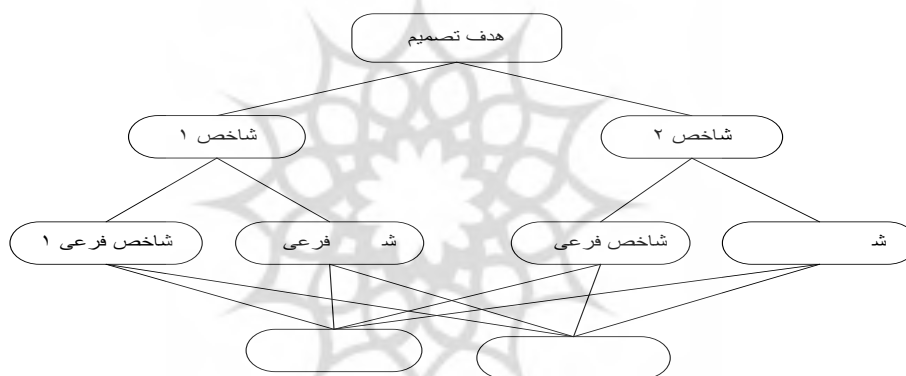 هدف تصمیم
شاخص ۱
شاخص ۲
شاخص فرعی ۱
فرعی
شاخص فرعی